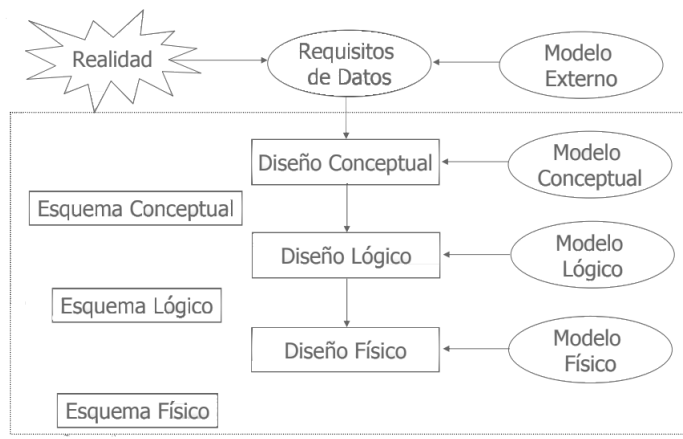 Realidad
Requisitos
de Datos
Modelo
Externo
Diseño Conceptual
Modelo
Conceptual
Esquema Conceptual
Diseño Lógico
Modelo
Lógico
Esquema Lógico
Diseño Físico
Modelo
Físico
Esquema Físico